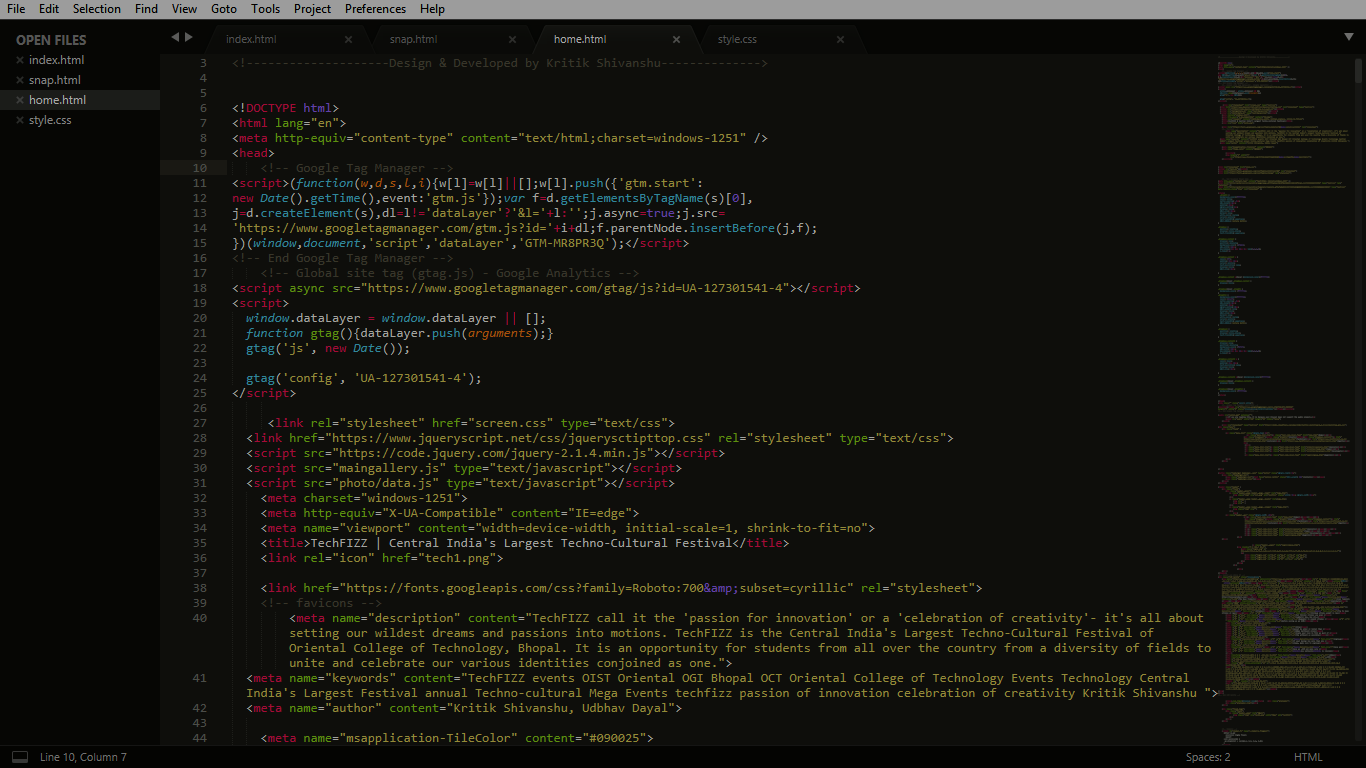 File Edit Selection Find View Goto Tools Project Preferences Help
OPEN FILES
index.html
snap.html
home.html
style.css
index.html snap.html home.html style.css
3 <!--------------------Design & Developed by Kritik Shivanshu-------------->
4
5
6 <!DOCTYPE html>
7 <html lang="en">
8 <meta http-equiv="content-type" content="text/html;charset=windows-1251" />
9 <head>
10 <!-- Google Tag Manager -->
11 <script>(function(w,d,s,l,i){w[l]=w[l]||[];w[l].push({'gtm.start':
12 new Date().getTime(),event:'gtm.js'});var f=d.getElementsByTagName(s)[0],
13 j=d.createElement(s),dl=l!='dataLayer'?'&l='+l:'';j.async=true;j.src=
14 'https://www.googletagmanager.com/gtm.js?id='+i+dl;f.parentNode.insertBefore(j,f);
15 })(window,document,'script','dataLayer','GTM-MR8PR3Q');</script>
16 <!-- End Google Tag Manager -->
17 <!-- Global site tag (gtag.js) - Google Analytics -->
18 <script async src="https://www.googletagmanager.com/gtag/js?id=UA-127301541-4"></script>
19 <script>
20 window.dataLayer = window.dataLayer || [];
21 function gtag(){dataLayer.push(arguments);}
22 gtag('js', new Date());
23
24 gtag('config', 'UA-127301541-4');
25 </script>
26
27 <link rel="stylesheet" href="screen.css" type="text/css">
28 <link href="https://www.jqueryscript.net/css/jquerysctipttop.css" rel="stylesheet" type="text/css">
29 <script src="https://code.jquery.com/jquery-2.1.4.min.js"></script>
30 <script src="maingallery.js" type="text/javascript"></script>
31 <script src="photo/data.js" type="text/javascript"></script>
32 <meta charset="windows-1251">
33 <meta http-equiv="X-UA-Compatible" content="IE=edge">
34 <meta name="viewport" content="width=device-width, initial-scale=1, shrink-to-fit=no">
35 <title>TechFIZZ | Central India's Largest Techno-Cultural Festival</title>
36 <link rel="icon" href="tech1.png">
37
38 <link href="https://fonts.googleapis.com/css?family=Roboto:700&amp;subset=cyrillic" rel="stylesheet">
39 <!-- favicons -->
40 <meta name="description" content="TechFIZZ call it the 'passion for innovation' or a 'celebration of creativity'- it's all about
setting our wildest dreams and passions into motions. TechFIZZ is the Central India's Largest Techno-Cultural Festival of
Oriental College of Technology, Bhopal. It is an opportunity for students from all over the country from a diversity of fields to
unite and celebrate our various identities conjoined as one.">
41 <meta name="keywords" content="TechFIZZ events OIST Oriental OGI Bhopal OCT Oriental College of Technology Events Technology Central
India's Largest Festival annual Techno-cultural Mega Events techfizz passion of innovation celebration of creativity Kritik Shivanshu ">
42 <meta name="author" content="Kritik Shivanshu, Udbhav Dayal">
43
44 <meta name="msapplication-TileColor" content="#090025">
Line 10, Column 7 Spaces: 2 HTML